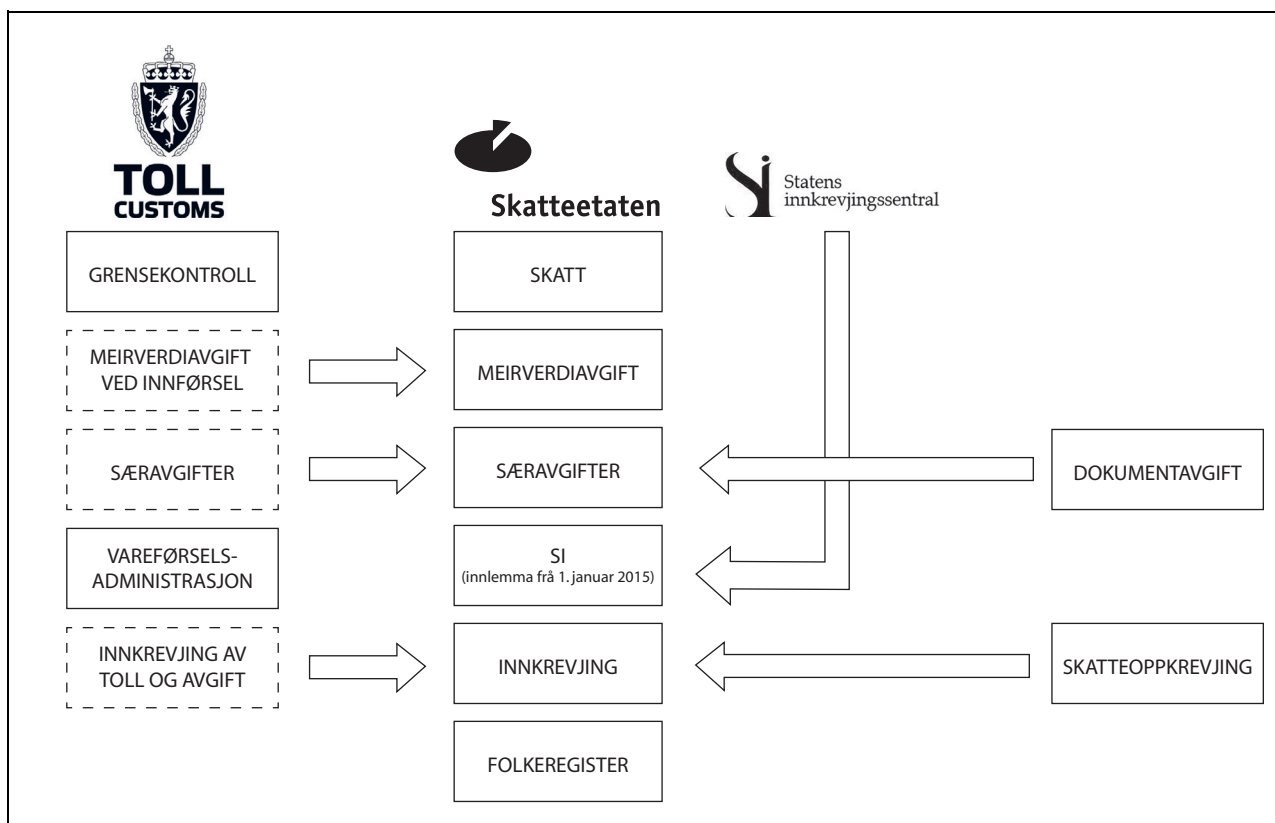 TOLL
CUSTOMS
Skatteetaten
Si Statens
innkrevjingssentral
GRENSEKONTROLL
SKATT
MEIRVERDIAVGIFT
VED INNFØRSEL
MEIRVERDIAVGIFT
SÆRAVGIFTER
SÆRAVGIFTER
DOKUMENTAVGIFT
VAREFØRSELS-
ADMINISTRASJON
SI
(innlemma frå 1. januar 2015)
INNKREVJING AV
TOLL OG AVGIFT
INNKREVJING
SKATTEOPPKREVJING
FOLKEREGISTER